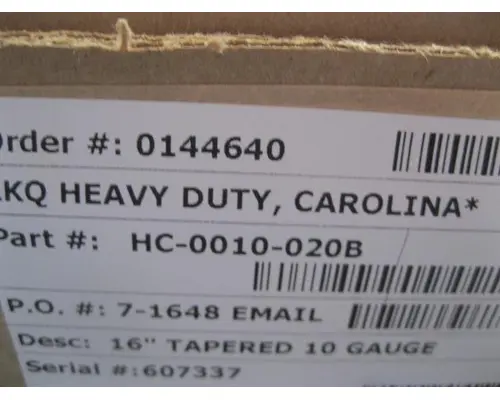 Order #: 0144640
LKQ HEAVY DUTY, CAROLINA*
Part #: HC-0010-020B
P.O. #: 7-1648 EMAIL
Desc: 16" TAPERED 10 GAUGE
Serial #:607337